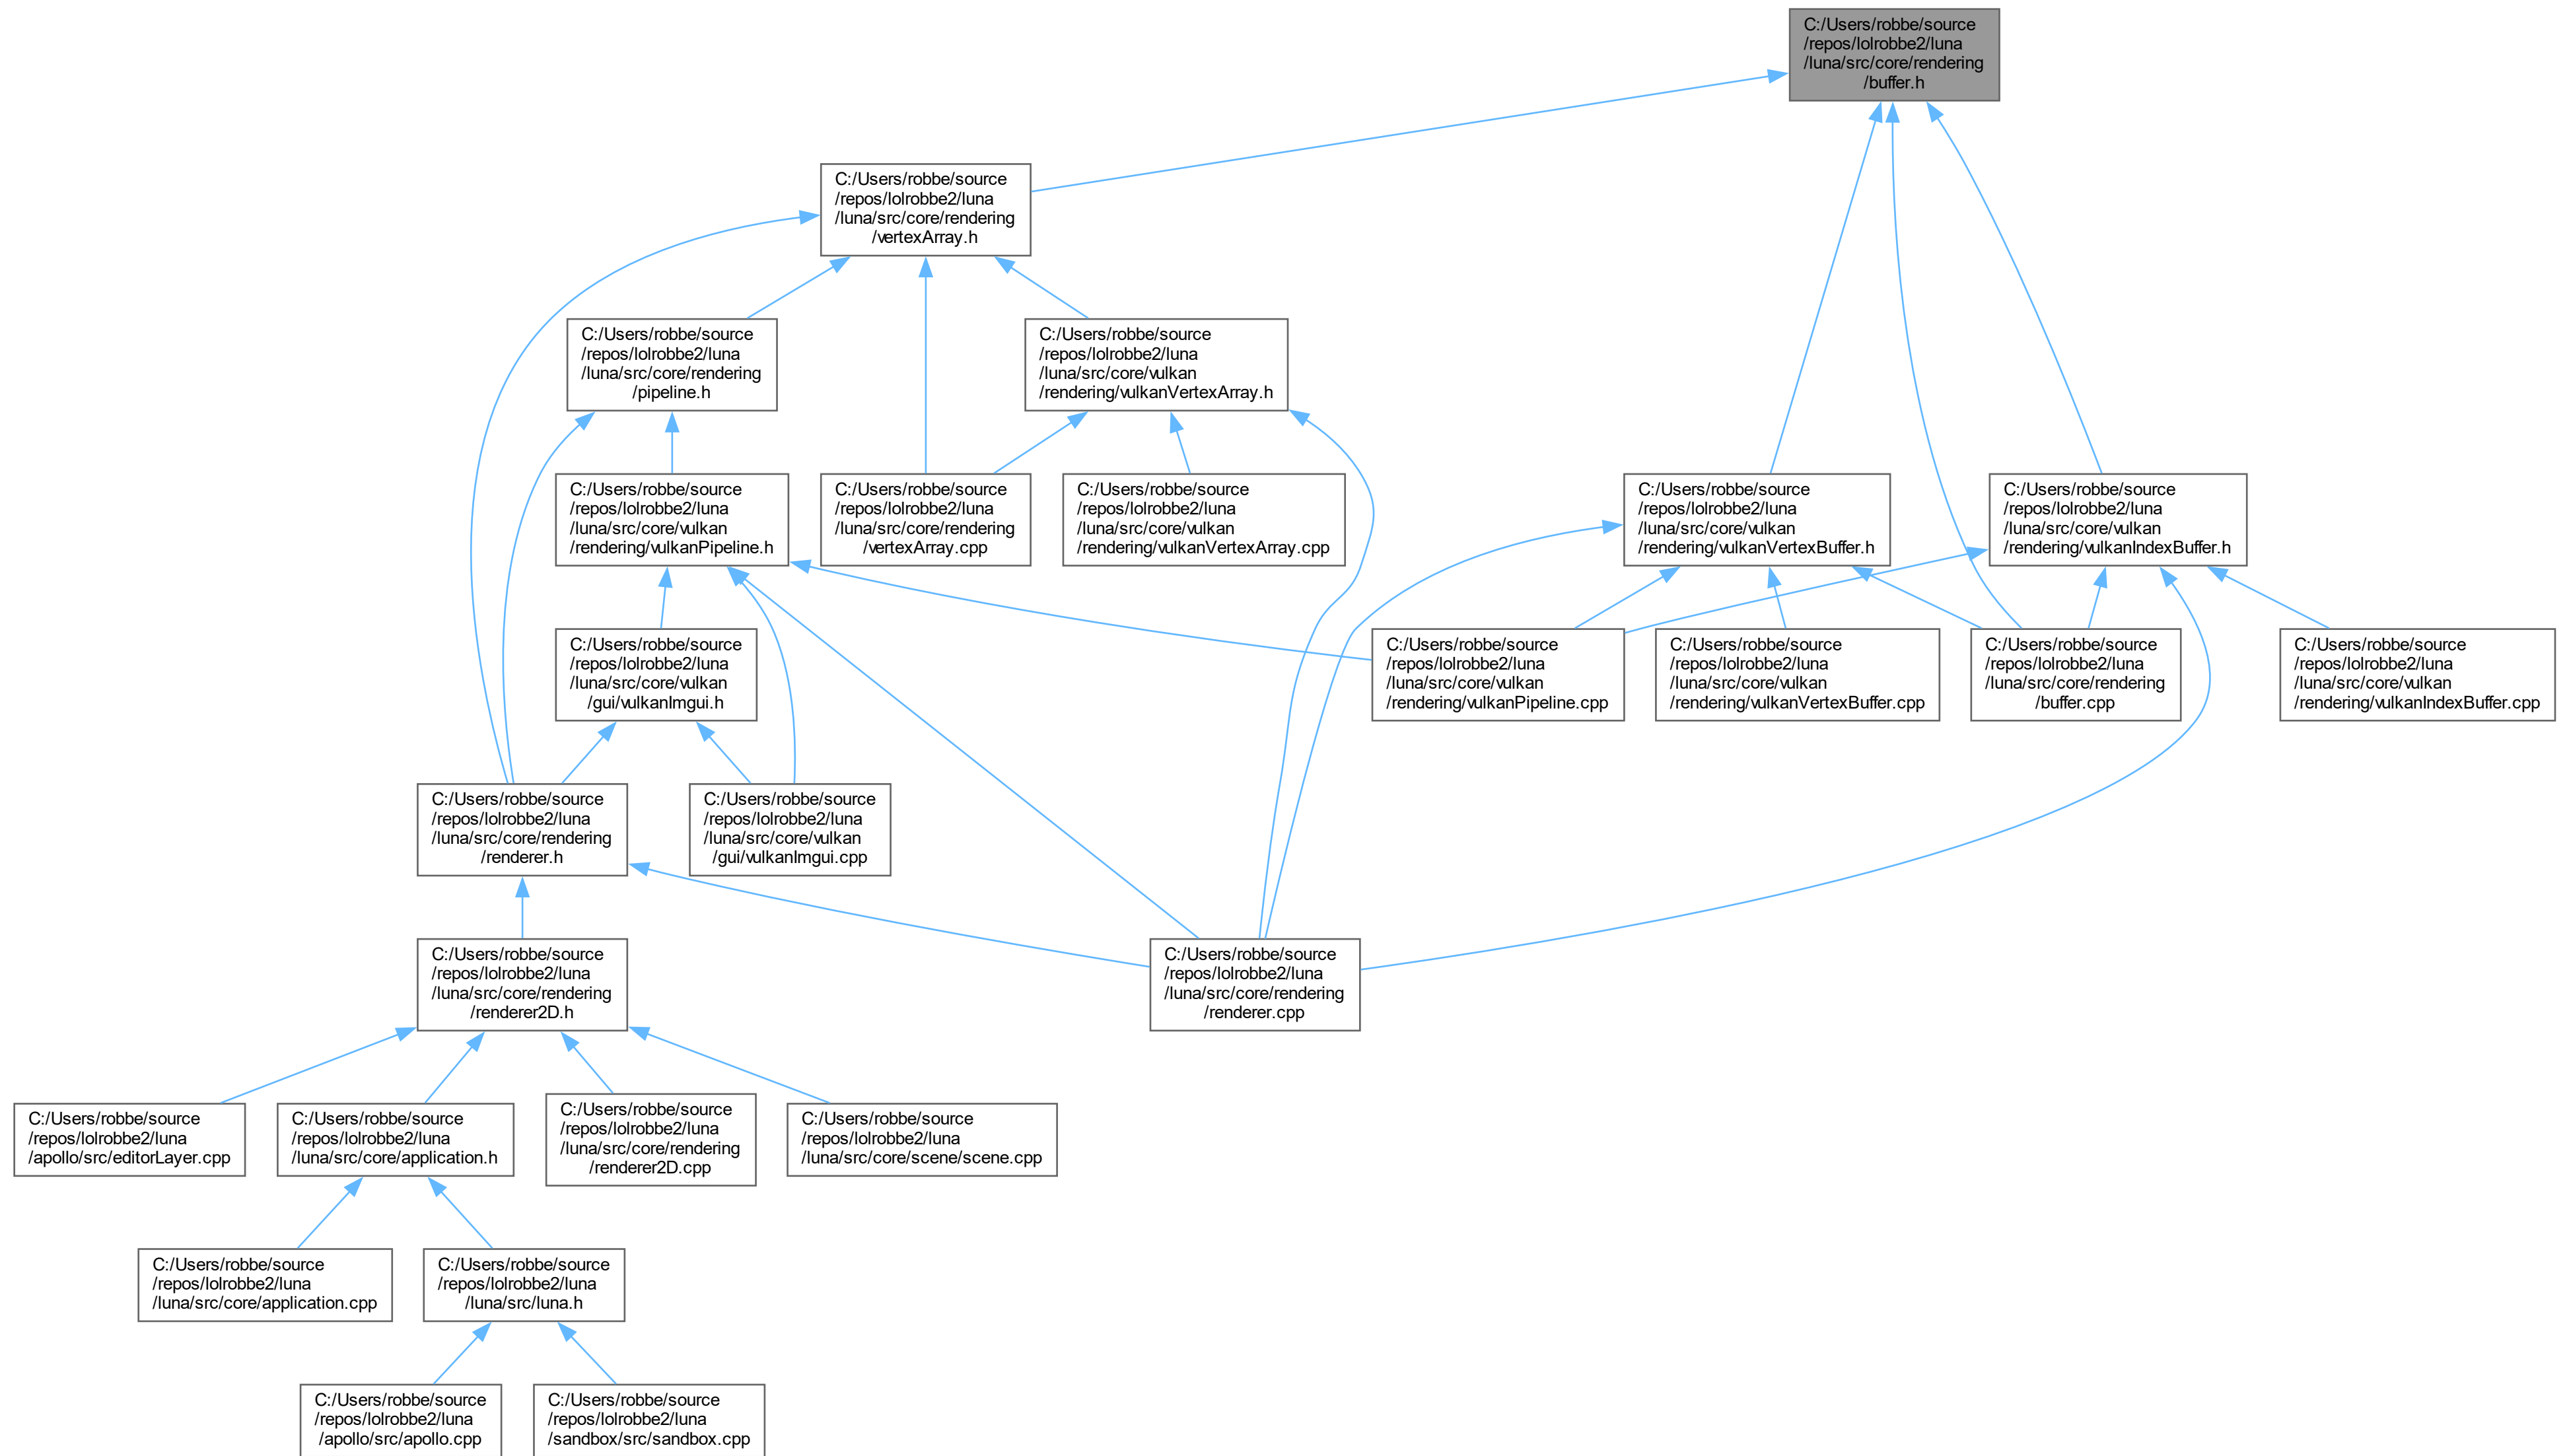 C:/Users/robbe/source
/repos/lolrobbe2/luna
/luna/src/core/rendering
/buffer.h
C:/Users/robbe/source
/repos/lolrobbe2/luna
/luna/src/core/rendering
/vertexArray.h
C:/Users/robbe/source
/repos/lolrobbe2/luna
/luna/src/core/rendering
/pipeline.h
C:/Users/robbe/source
/repos/lolrobbe2/luna
/luna/src/core/vulkan
/rendering/vulkanVertexArray.h
C:/Users/robbe/source
/repos/lolrobbe2/luna
/luna/src/core/vulkan
/rendering/vulkanPipeline.h
C:/Users/robbe/source
/repos/lolrobbe2/luna
/luna/src/core/rendering
/vertexArray.cpp
C:/Users/robbe/source
/repos/lolrobbe2/luna
/luna/src/core/vulkan
/rendering/vulkanVertexArray.cpp
C:/Users/robbe/source
/repos/lolrobbe2/luna
/luna/src/core/vulkan
/rendering/vulkanVertexBuffer.h
C:/Users/robbe/source
/repos/lolrobbe2/luna
/luna/src/core/vulkan
/rendering/vulkanIndexBuffer.h
C:/Users/robbe/source
/repos/lolrobbe2/luna
/luna/src/core/vulkan
/gui/vulkanImgui.h
C:/Users/robbe/source
/repos/lolrobbe2/luna
/luna/src/core/vulkan
/rendering/vulkanPipeline.cpp
C:/Users/robbe/source
/repos/lolrobbe2/luna
/luna/src/core/vulkan
/rendering/vulkanVertexBuffer.cpp
C:/Users/robbe/source
/repos/lolrobbe2/luna
/luna/src/core/rendering
/buffer.cpp
C:/Users/robbe/source
/repos/lolrobbe2/luna
/luna/src/core/vulkan
/rendering/vulkanIndexBuffer.cpp
C:/Users/robbe/source
/repos/lolrobbe2/luna
/luna/src/core/rendering
/renderer.h
C:/Users/robbe/source
/repos/lolrobbe2/luna
/luna/src/core/vulkan
/gui/vulkanImgui.cpp
C:/Users/robbe/source
/repos/lolrobbe2/luna
/luna/src/core/rendering
/renderer2D.h
C:/Users/robbe/source
/repos/lolrobbe2/luna
/luna/src/core/rendering
/renderer.cpp
C:/Users/robbe/source
/repos/lolrobbe2/luna
/apollo/src/editorLayer.cpp
C:/Users/robbe/source
/repos/lolrobbe2/luna
/luna/src/core/application.h
C:/Users/robbe/source
/repos/lolrobbe2/luna
/luna/src/core/rendering
/renderer2D.cpp
C:/Users/robbe/source
/repos/lolrobbe2/luna
/luna/src/core/scene/scene.cpp
C:/Users/robbe/source
/repos/lolrobbe2/luna
/luna/src/core/application.cpp
C:/Users/robbe/source
/repos/lolrobbe2/luna
/luna/src/luna.h
C:/Users/robbe/source
/repos/lolrobbe2/luna
/apollo/src/apollo.cpp
C:/Users/robbe/source
/repos/lolrobbe2/luna
/sandbox/src/sandbox.cpp